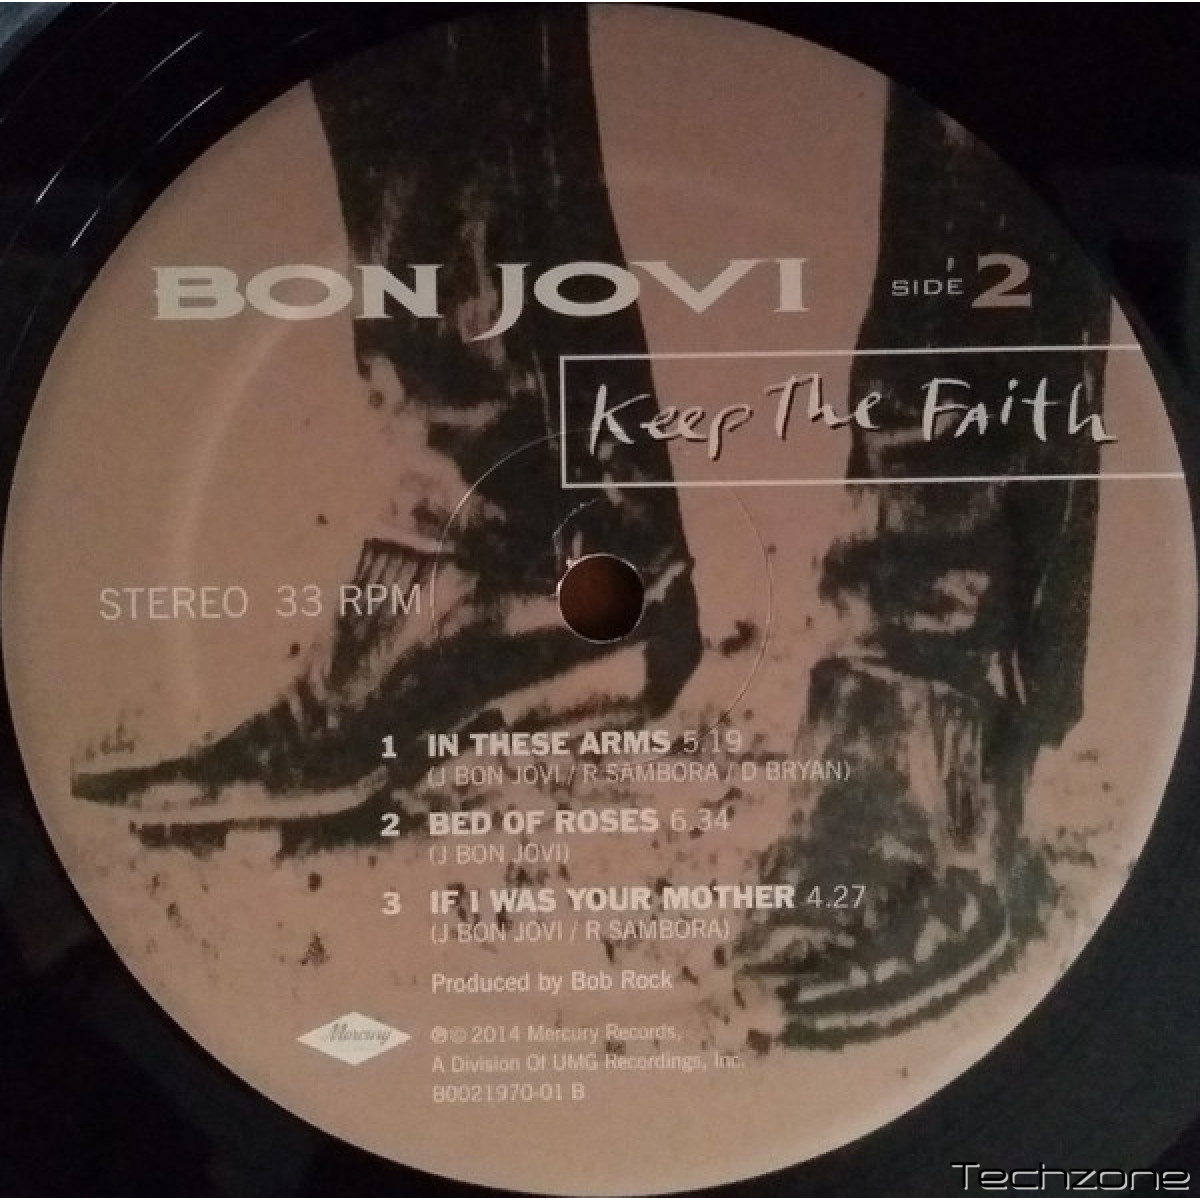 BON JOVI SIDE 2
Keep The Faith
STEREO 33 RPM
1 IN THESE ARMS 5.19
(J BON JOVI / R SAMBORA / D BRYAN)
2 BED OF ROSES 6.34
(J BON JOVI)
3 IF I WAS YOUR MOTHER 4.27
(J BON JOVI / R SAMBORA)
Produced by Bob Rock
Mercury
℗© 2014 Mercury Records,
A Division Of UMG Recordings, Inc.
B0021970-01 B
Techzone